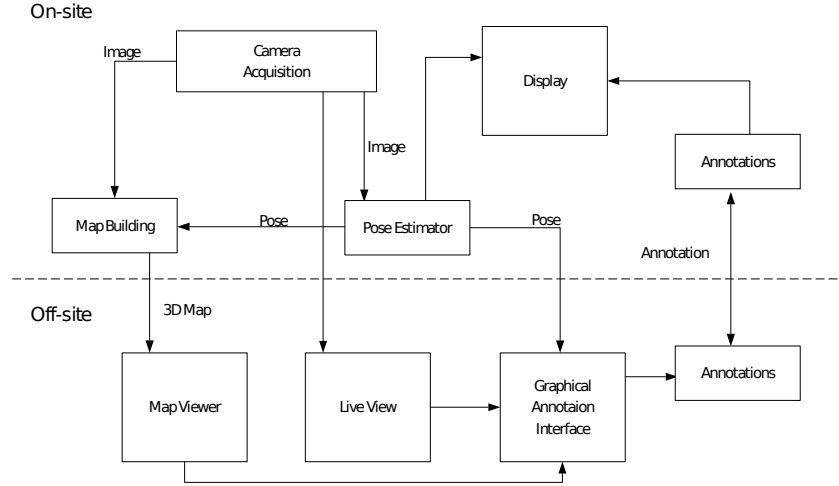 On-site
Image
Camera
Acquisition
Display
Image
Annotations
Map Building
Pose
Pose Estimator
Pose
Annotation
3D Map
Off-site
Map Viewer
Live View
Graphical
Annotaion
Interface
Annotations